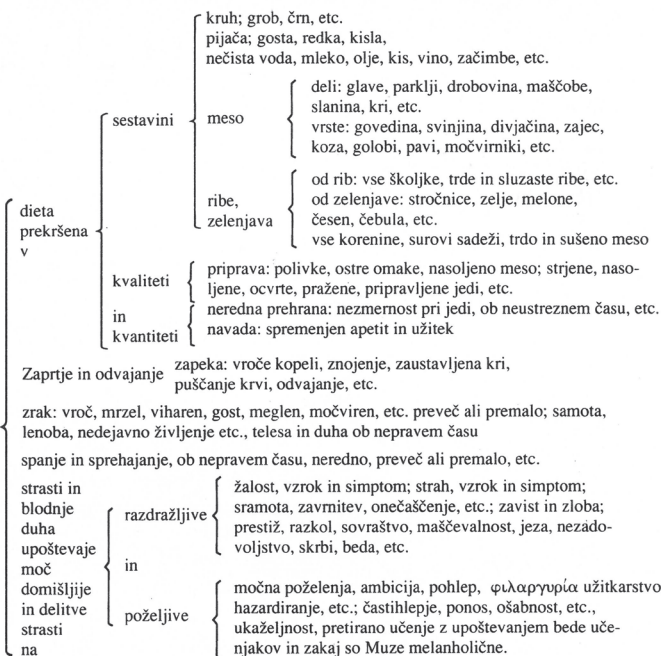 kruh; grob, črn, etc.
pijača; gosta, redka, kisla,
nečista voda, mleko, olje, kis, vino, začimbe, etc.
sestavini
meso
deli: glave, parklji, drobovina, maščobe,
slanina, kri, etc.
vrste: govedina, svinjina, divjačina, zajec,
koza, golobi, pavi, močvirniki, etc.
ribe,
zelenjava
od rib: vse školjke, trde in sluzaste ribe, etc.
od zelenjave: stročnice, zelje, melone,
česen, čebula, etc.
vse korenine, surovi sadeži, trdo in sušeno meso
dieta
prekršena
v
kvaliteti
priprava: polivke, ostre omake, nasoljeno meso; strjene, naso-
ljene, ocvrte, pražene, pripravljene jedi, etc.
in
kvantiteti
neredna prehrana: nezmernost pri jedi, ob neustreznem času, etc.
navada: spremenjen apetit in užitek
Zaprtje in odvajanje
zapeka: vroče kopeli, znojenje, zaustavljena kri,
puščanje krvi, odvajanje, etc.
zrak: vroč, mrzel, viharen, gost, meglen, močviren, etc. preveč ali premalo; samota,
lenoba, nedejavno življenje etc., telesa in duha ob nepravem času
spanje in sprehajanje, ob nepravem času, neredno, preveč ali premalo, etc.
strasti in
blodnje
duha
upoštevaje
moč
domišljije
in delitve
strasti
na
razdražljive
žalost, vzrok in simptom; strah, vzrok in simptom;
sramota, zavrnitev, onečaščenje, etc.; zavist in zloba;
prestiž, razkol, sovraštvo, maščevalnost, jeza, nezado-
voljstvo, skrbi, beda, etc.
in
poželjive
močna poželenja, ambicija, pohlep, φιλαργυρία užitkarstvo
hazardiranje, etc.; častihlepje, ponos, ošabnost, etc.,
ukaželjnost, pretirano učenje z upoštevanjem bede uče-
njakov in zakaj so Muze melanholične.